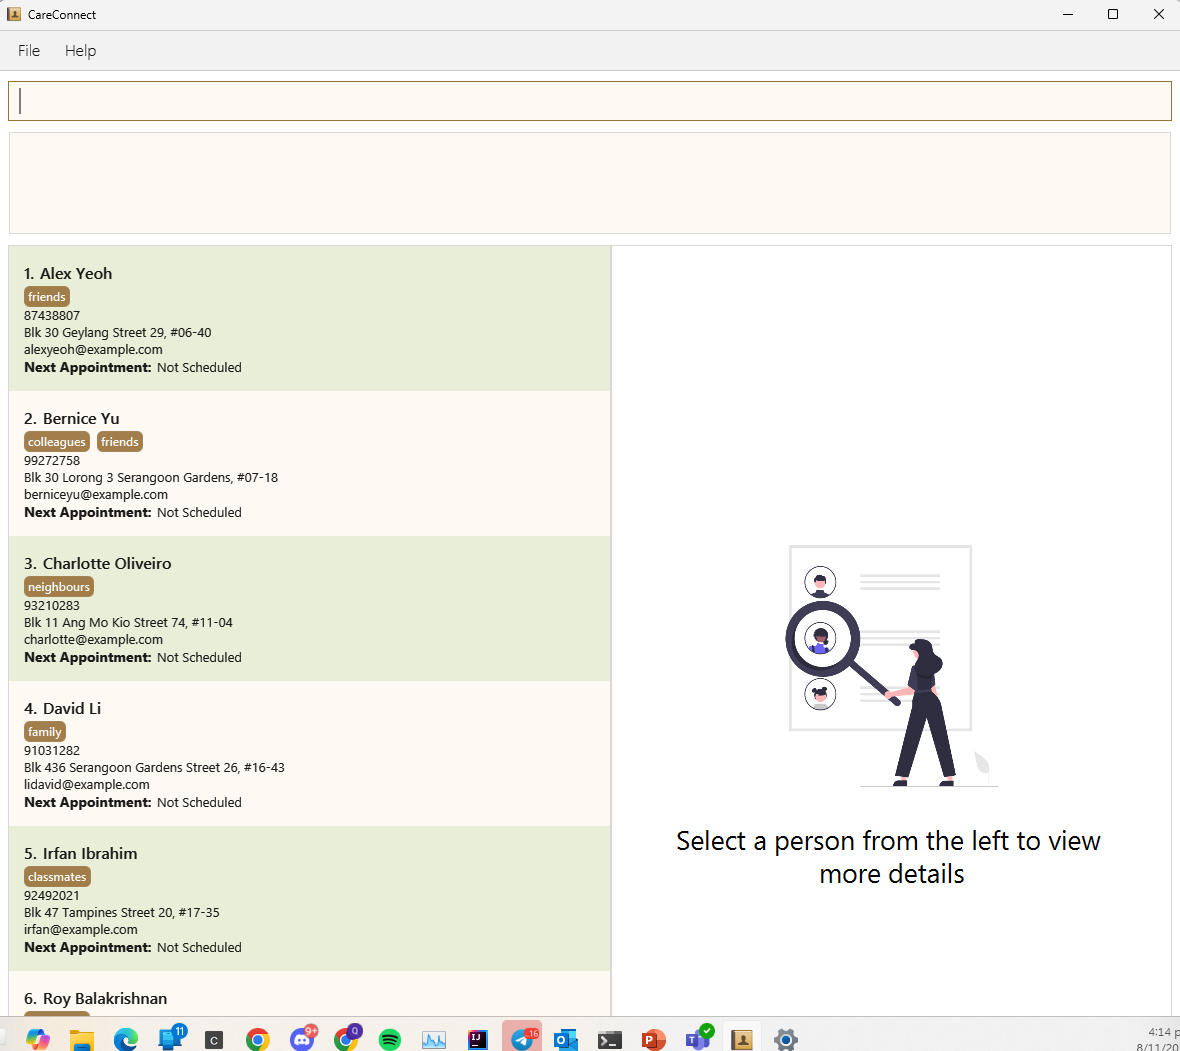 CareConnect
File Help
1. Alex Yeoh
friends
87438807
Blk 30 Geylang Street 29, #06-40
alexyeoh@example.com
Next Appointment: Not Scheduled
2. Bernice Yu
colleagues friends
99272758
Blk 30 Lorong 3 Serangoon Gardens, #07-18
berniceyu@example.com
Next Appointment: Not Scheduled
3. Charlotte Oliveiro
neighbours
93210283
Blk 11 Ang Mo Kio Street 74, #11-04
charlotte@example.com
Next Appointment: Not Scheduled
4. David Li
family
91031282
Blk 436 Serangoon Gardens Street 26, #16-43
lidavid@example.com
Next Appointment: Not Scheduled
5. Irfan Ibrahim
classmates
92492021
Blk 47 Tampines Street 20, #17-35
irfan@example.com
Next Appointment: Not Scheduled
6. Roy Balakrishnan
Select a person from the left to view
more details
11 C 9+ Q IJ 16 O P T
4:14 p
8/11/20